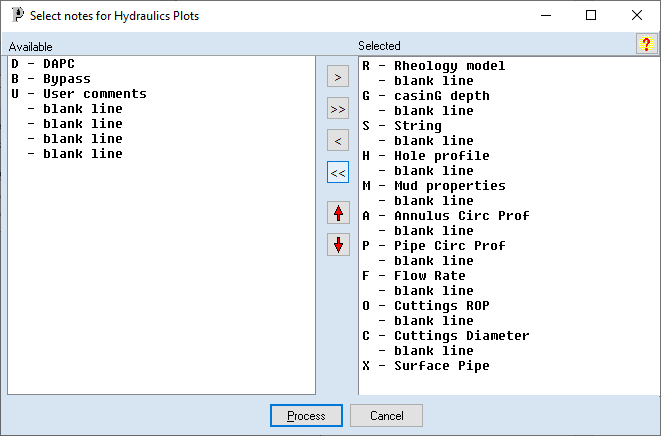 Select notes for Hydraulics Plots
Available
D - DAPC
B - Bypass
U - User comments
- blank line
- blank line
- blank line
- blank line
>
>>
<
<<
Selected
?
R - Rheology model
- blank line
G - casinG depth
- blank line
S - String
- blank line
H - Hole profile
- blank line
M - Mud properties
- blank line
A - Annulus Circ Prof
- blank line
P - Pipe Circ Prof
- blank line
F - Flow Rate
- blank line
O - Cuttings ROP
- blank line
C - Cuttings Diameter
- blank line
X - Surface Pipe
Process
Cancel